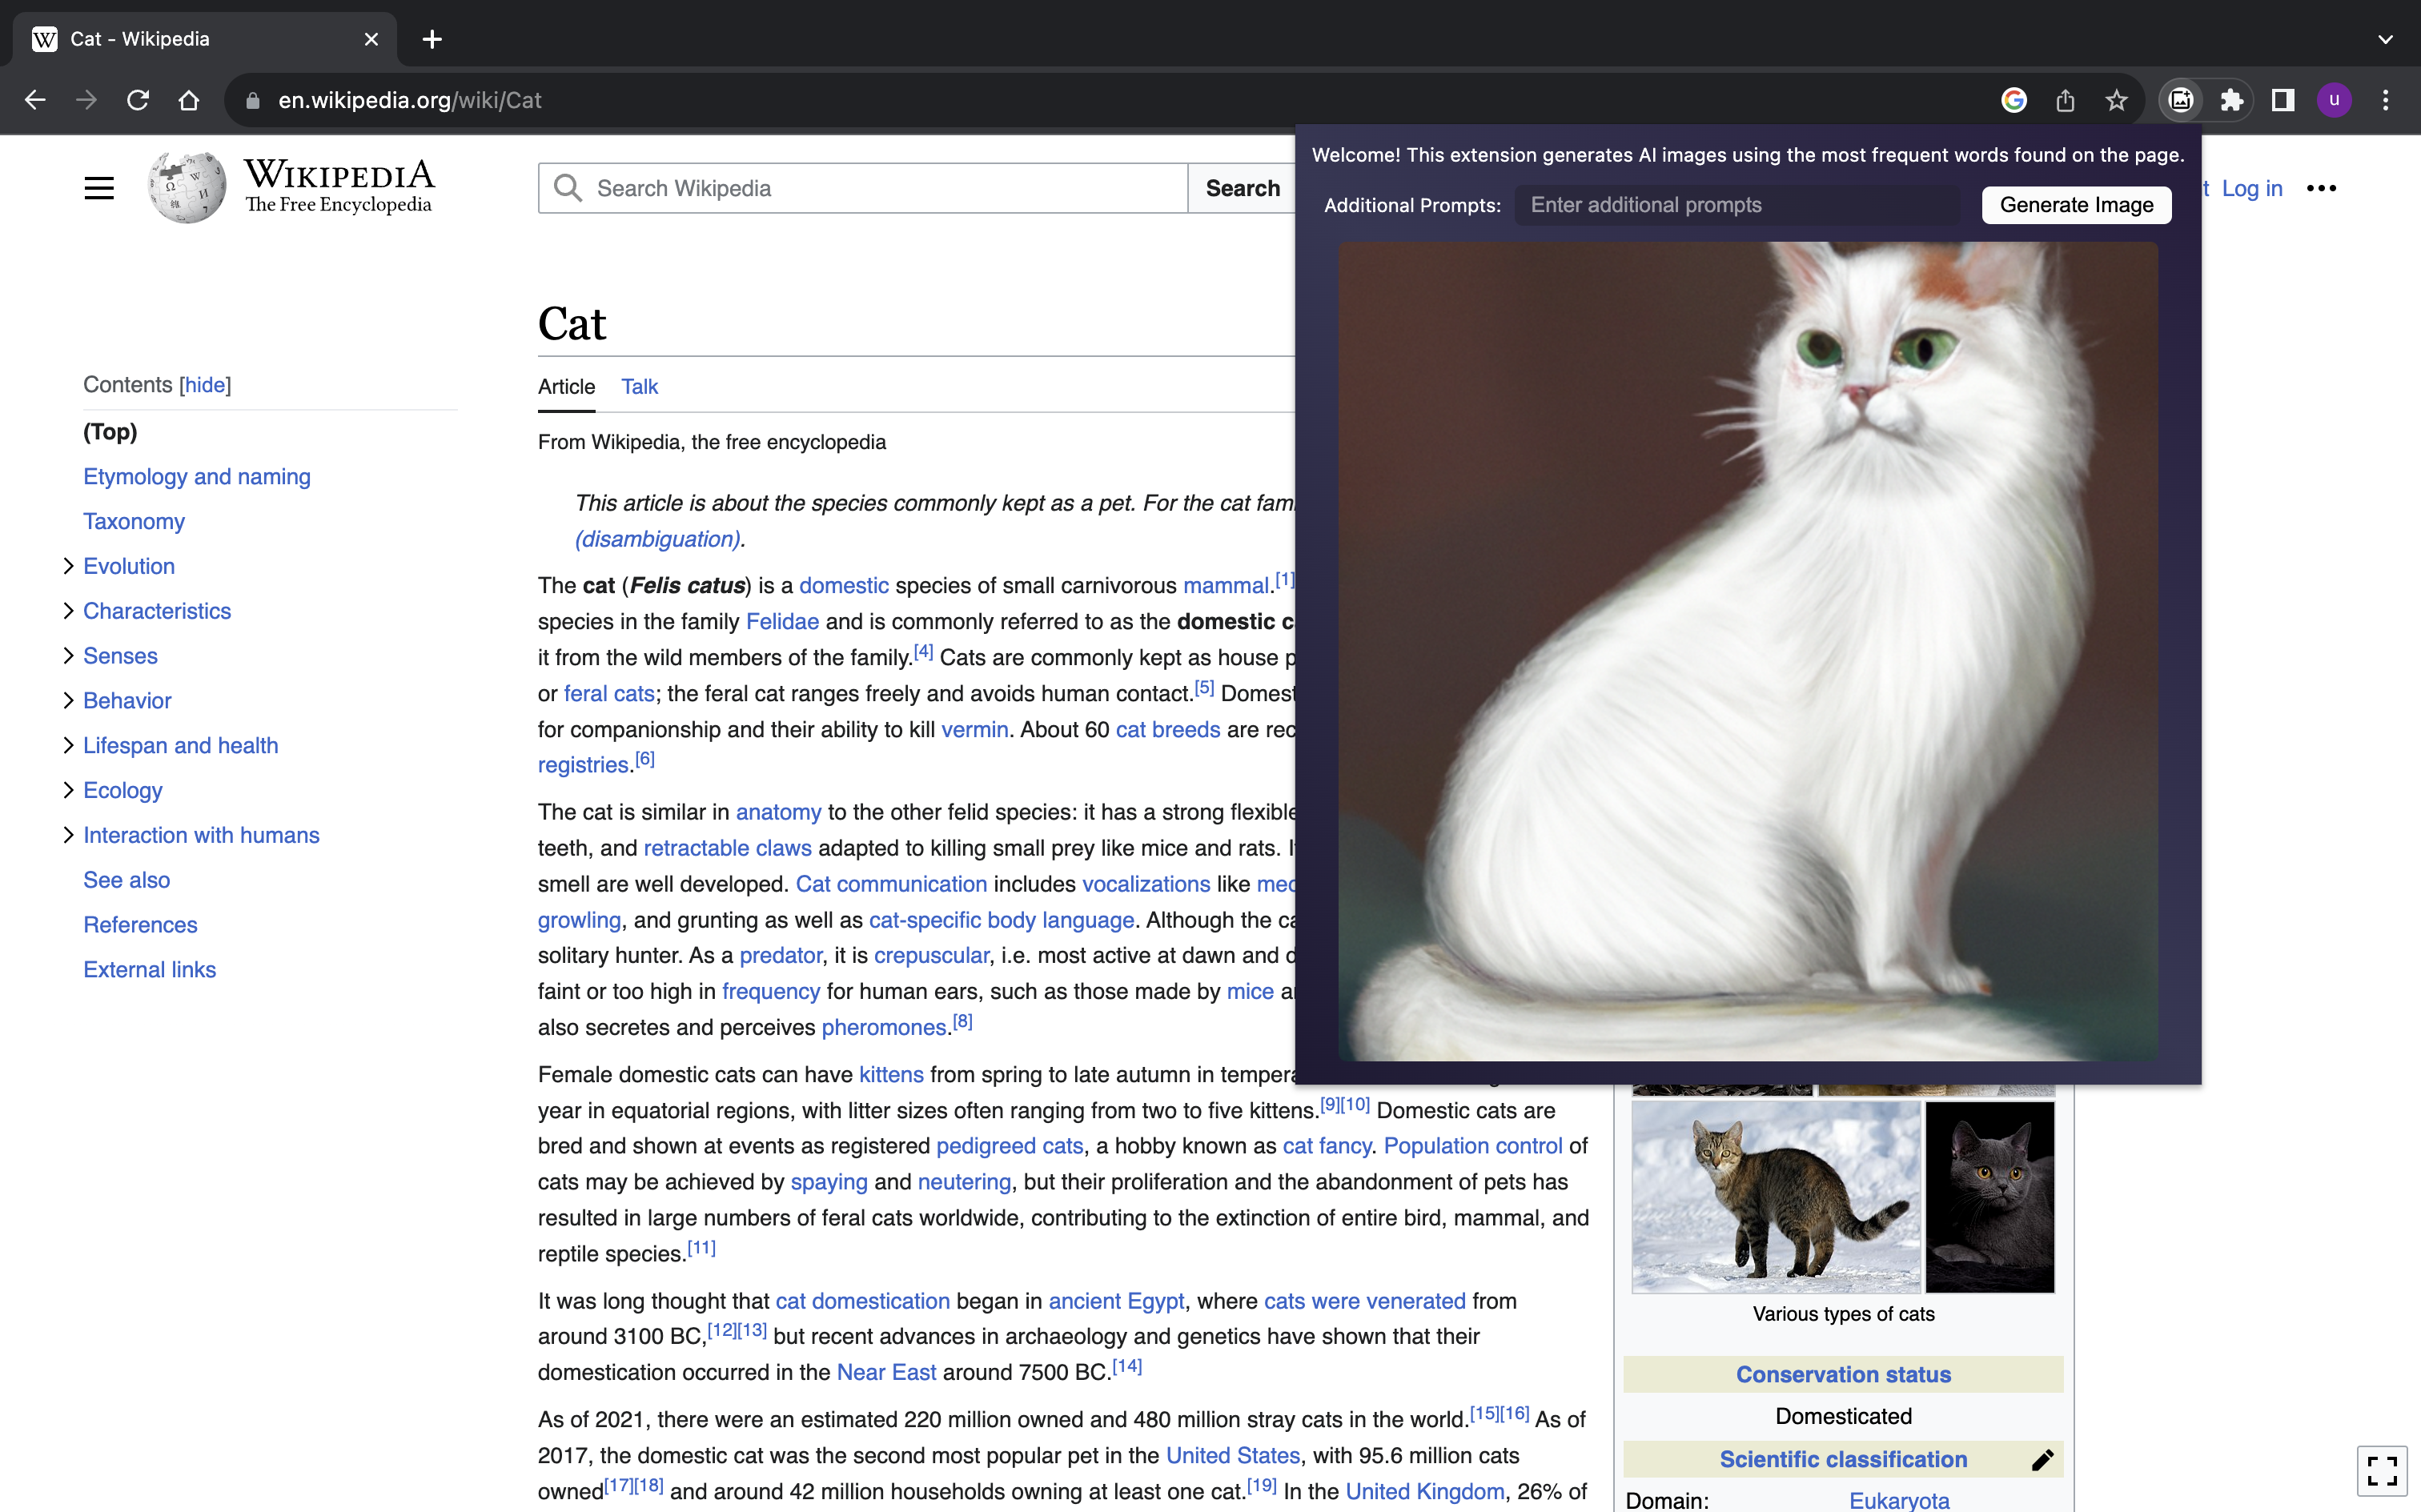 Cat - Wikipedia
en.wikipedia.org/wiki/Cat
u
Welcome! This extension generates AI images using the most frequent words found on the page.
Additional Prompts: Enter additional prompts Generate Image
WIKIPEDIA
The Free Encyclopedia
Search Wikipedia
Search
Log in
Contents [hide]
(Top)
Etymology and naming
Taxonomy
Evolution
Characteristics
Senses
Behavior
Lifespan and health
Ecology
Interaction with humans
See also
References
External links
Cat
Article Talk
From Wikipedia, the free encyclopedia
This article is about the species commonly kept as a pet. For the cat
(disambiguation).
The cat (Felis catus) is a domestic species of small carnivorous mammal.[1]
species in the family Felidae and is commonly referred to as the domestic
it from the wild members of the family.[4] Cats are commonly kept as house
or feral cats; the feral cat ranges freely and avoids human contact.[5]
for companionship and their ability to kill vermin. About 60 cat breeds are
registries.[6]
The cat is similar in anatomy to the other felid species: it has a strong flexible
teeth, and retractable claws adapted to killing small prey like mice and rats.
smell are well developed. Cat communication includes vocalizations like
growling, and grunting as well as cat-specific body language. Although the
solitary hunter. As a predator, it is crepuscular, i.e. most active at dawn and
faint or too high in frequency for human ears, such as those made by mice
also secretes and perceives pheromones.[8]
Female domestic cats can have kittens from spring to late autumn in
year in equatorial regions, with litter sizes often ranging from two to five kittens.[9][10] Domestic cats are
bred and shown at events as registered pedigreed cats, a hobby known as cat fancy. Population control of
cats may be achieved by spaying and neutering, but their proliferation and the abandonment of pets has
resulted in large numbers of feral cats worldwide, contributing to the extinction of entire bird, mammal, and
reptile species.[11]
It was long thought that cat domestication began in ancient Egypt, where cats were venerated from
around 3100 BC,[12][13] but recent advances in archaeology and genetics have shown that their
domestication occurred in the Near East around 7500 BC.[14]
As of 2021, there were an estimated 220 million owned and 480 million stray cats in the world.[15][16] As of
2017, the domestic cat was the second most popular pet in the United States, with 95.6 million cats
owned[17][18] and around 42 million households owning at least one cat.[19] In the United Kingdom, 26% of
Various types of cats
Conservation status
Domesticated
Scientific classification
Domain: Eukaryota